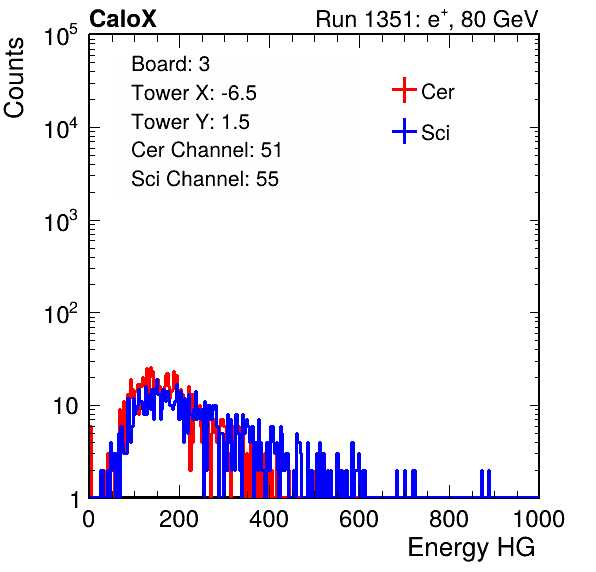 CaloX Run 1351: e⁺, 80 GeV
Counts
10⁵
10⁴
10³
10²
10
1
Board: 3
Tower X: -6.5
Tower Y: 1.5
Cer Channel: 51
Sci Channel: 55
Cer
Sci
0 200 400 600 800 1000
Energy HG